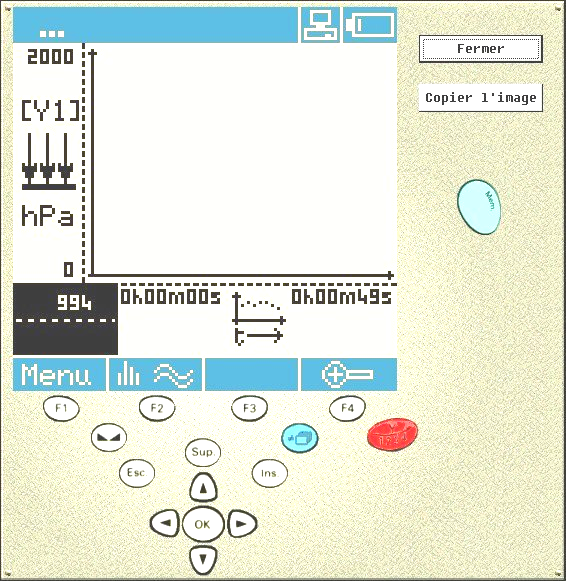 ...
Fermer
2000
Copier l'image
[Y1]
Mem
hPa
0
994
0h00m00s
0h00m49s
Menu
F1
F2
F3
F4
Sup
Esc
Ins
OK